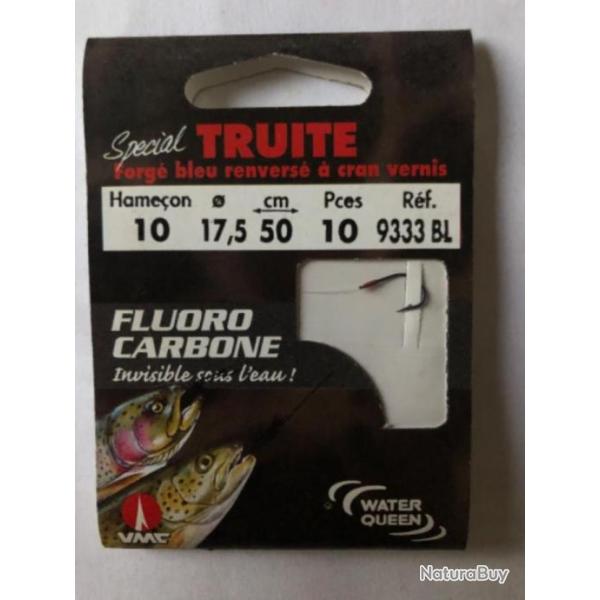 Special TRUITE
Forgé bleu renversé à cran vernis
Hameçon ø cm Pces Réf.
10 17,5 50 10 9333 BL
FLUORO
CARBONE
Invisible sous l'eau !
VMC
WATER
QUEEN
NaturaBuy